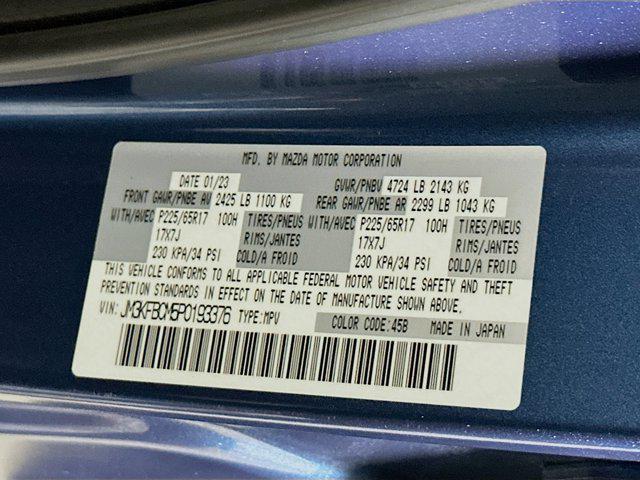 MFD. BY MAZDA MOTOR CORPORATION
DATE 01/23 GVWR/PNBV 4724 LB 2143 KG
FRONT GAWR/PNBE AV 2425 LB 1100 KG REAR GAWR/PNBE AR 2299 LB 1043 KG
WITH/AVEC P225/65R17 100H TIRES/PNEUS WITH/AVEC P225/65R17 100H TIRES/PNEUS
17X7J RIMS/JANTES 17X7J RIMS/JANTES
230 KPA/34 PSI COLD/A FROID 230 KPA/34 PSI COLD/A FROID
THIS VEHICLE CONFORMS TO ALL APPLICABLE FEDERAL MOTOR VEHICLE SAFETY AND THEFT
PREVENTION STANDARDS IN EFFECT ON THE DATE OF MANUFACTURE SHOWN ABOVE.
VIN: JM3KFBCM5P0193376 TYPE:MPV COLOR CODE:45B MADE IN JAPAN